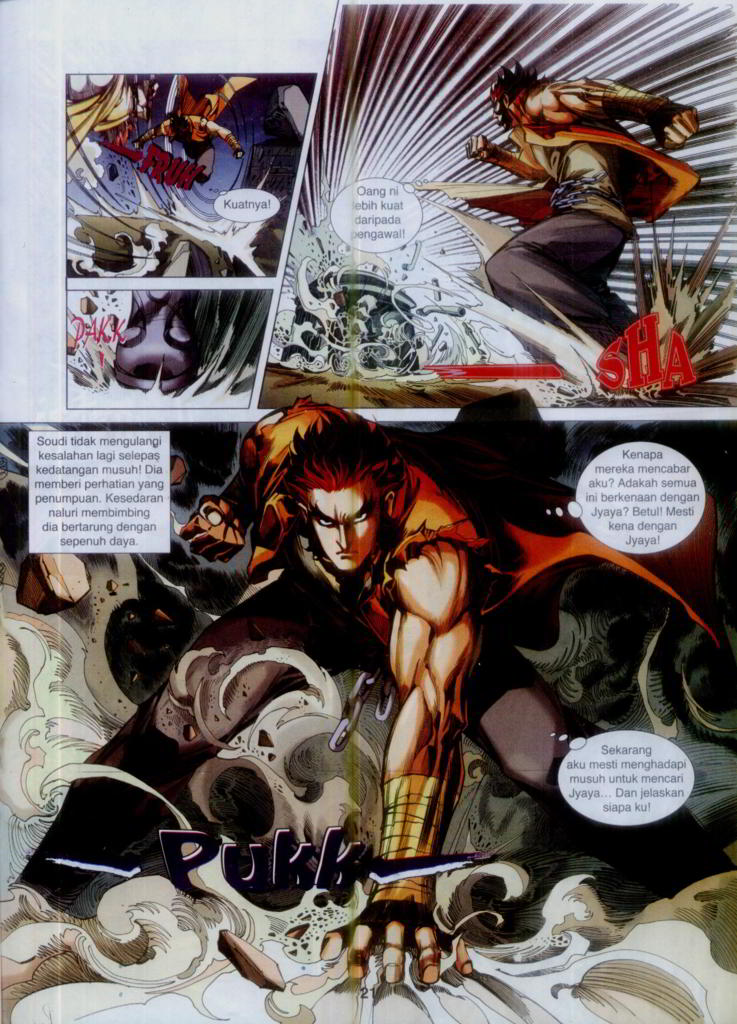 FRUH
Kuatnya!
Oang ni
lebih kuat
daripada
pengawal!
DAKK
!
SHA
Soudi tidak mengulangi
kesalahan lagi selepas
kedatangan musuh! Dia
memberi perhatian yang
penumpuan. Kesedaran
naluri membimbing
dia bertarung dengan
sepenuh daya.
Kenapa
mereka mencabar
aku? Adakah semua
ini berkenaan dengan
Jyaya? Betul! Mesti
kena dengan
Jyaya!
Sekarang
aku mesti menghadapi
musuh untuk mencari
Jyaya... Dan jelaskan
siapa ku!
PUKK
21